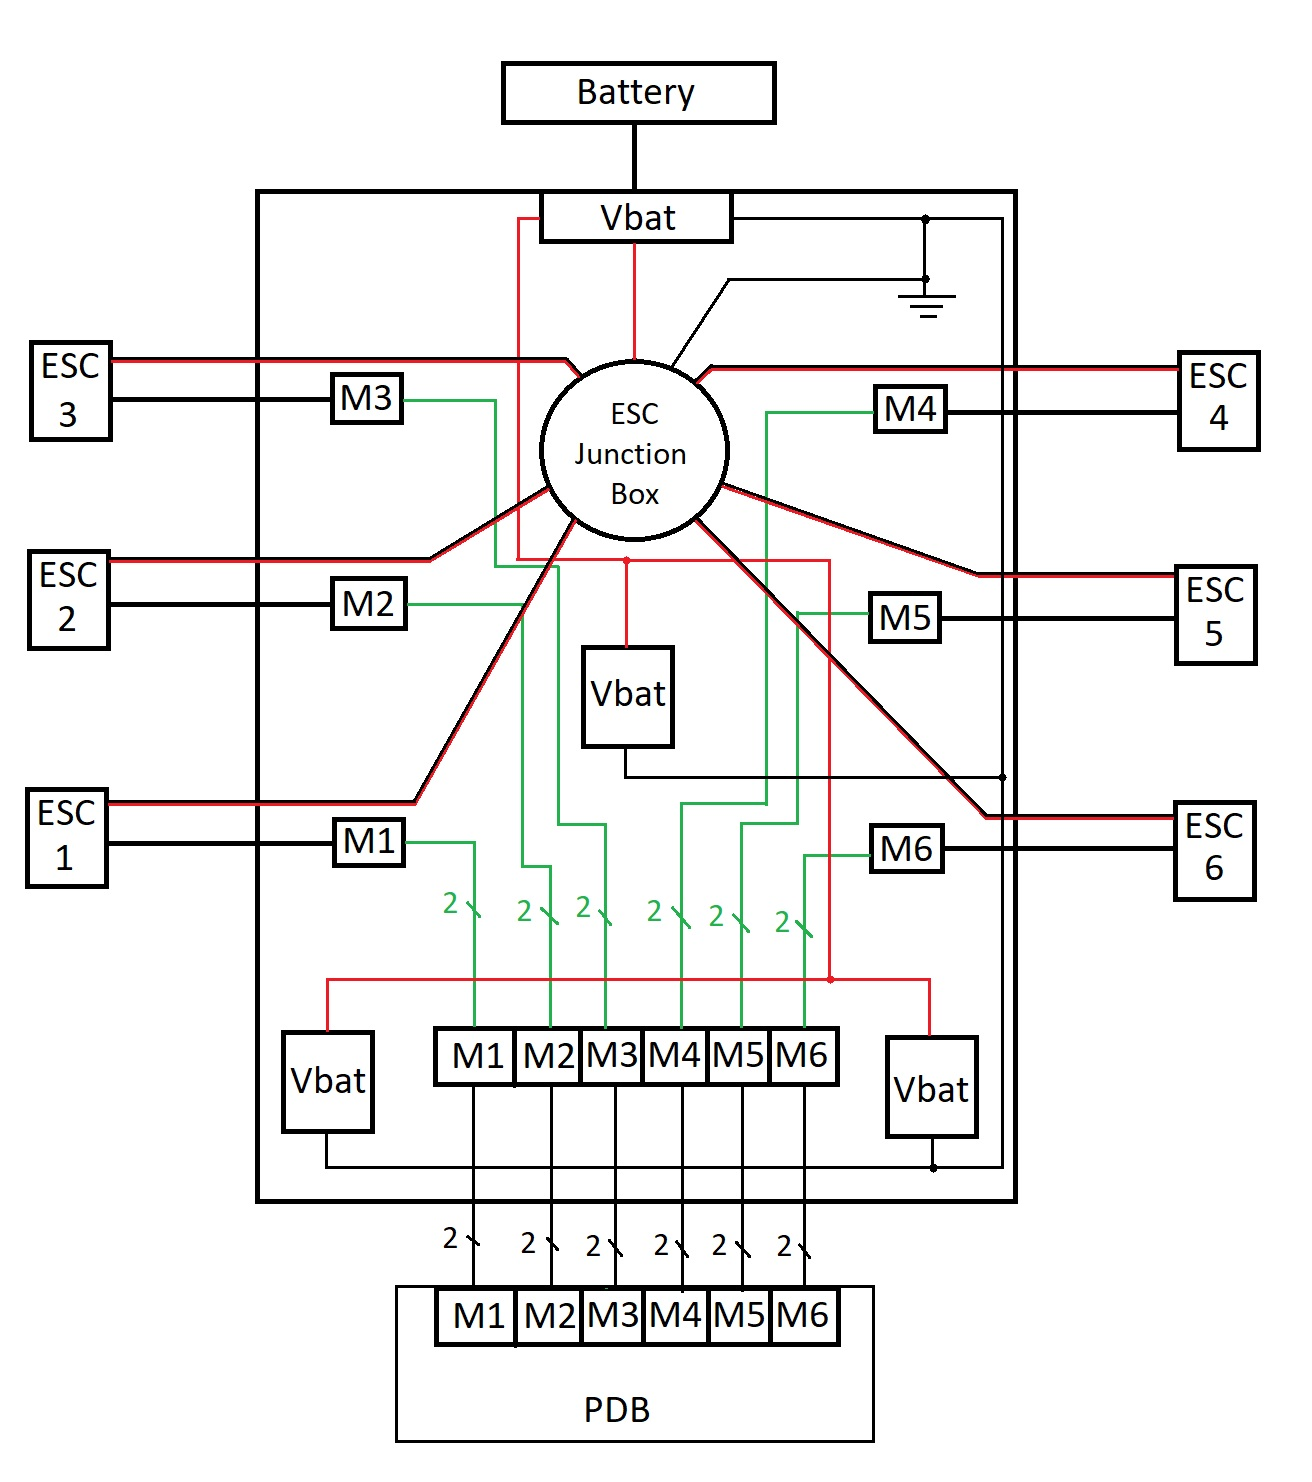 Battery
Vbat
ESC
3
M3
ESC
Junction
Box
M4
ESC
4
ESC
2
M2
M5
ESC
5
Vbat
ESC
1
M1
M6
ESC
6
2
2
2
2
2
2
Vbat
M1
M2
M3
M4
M5
M6
Vbat
2
2
2
2
2
2
M1
M2
M3
M4
M5
M6
PDB